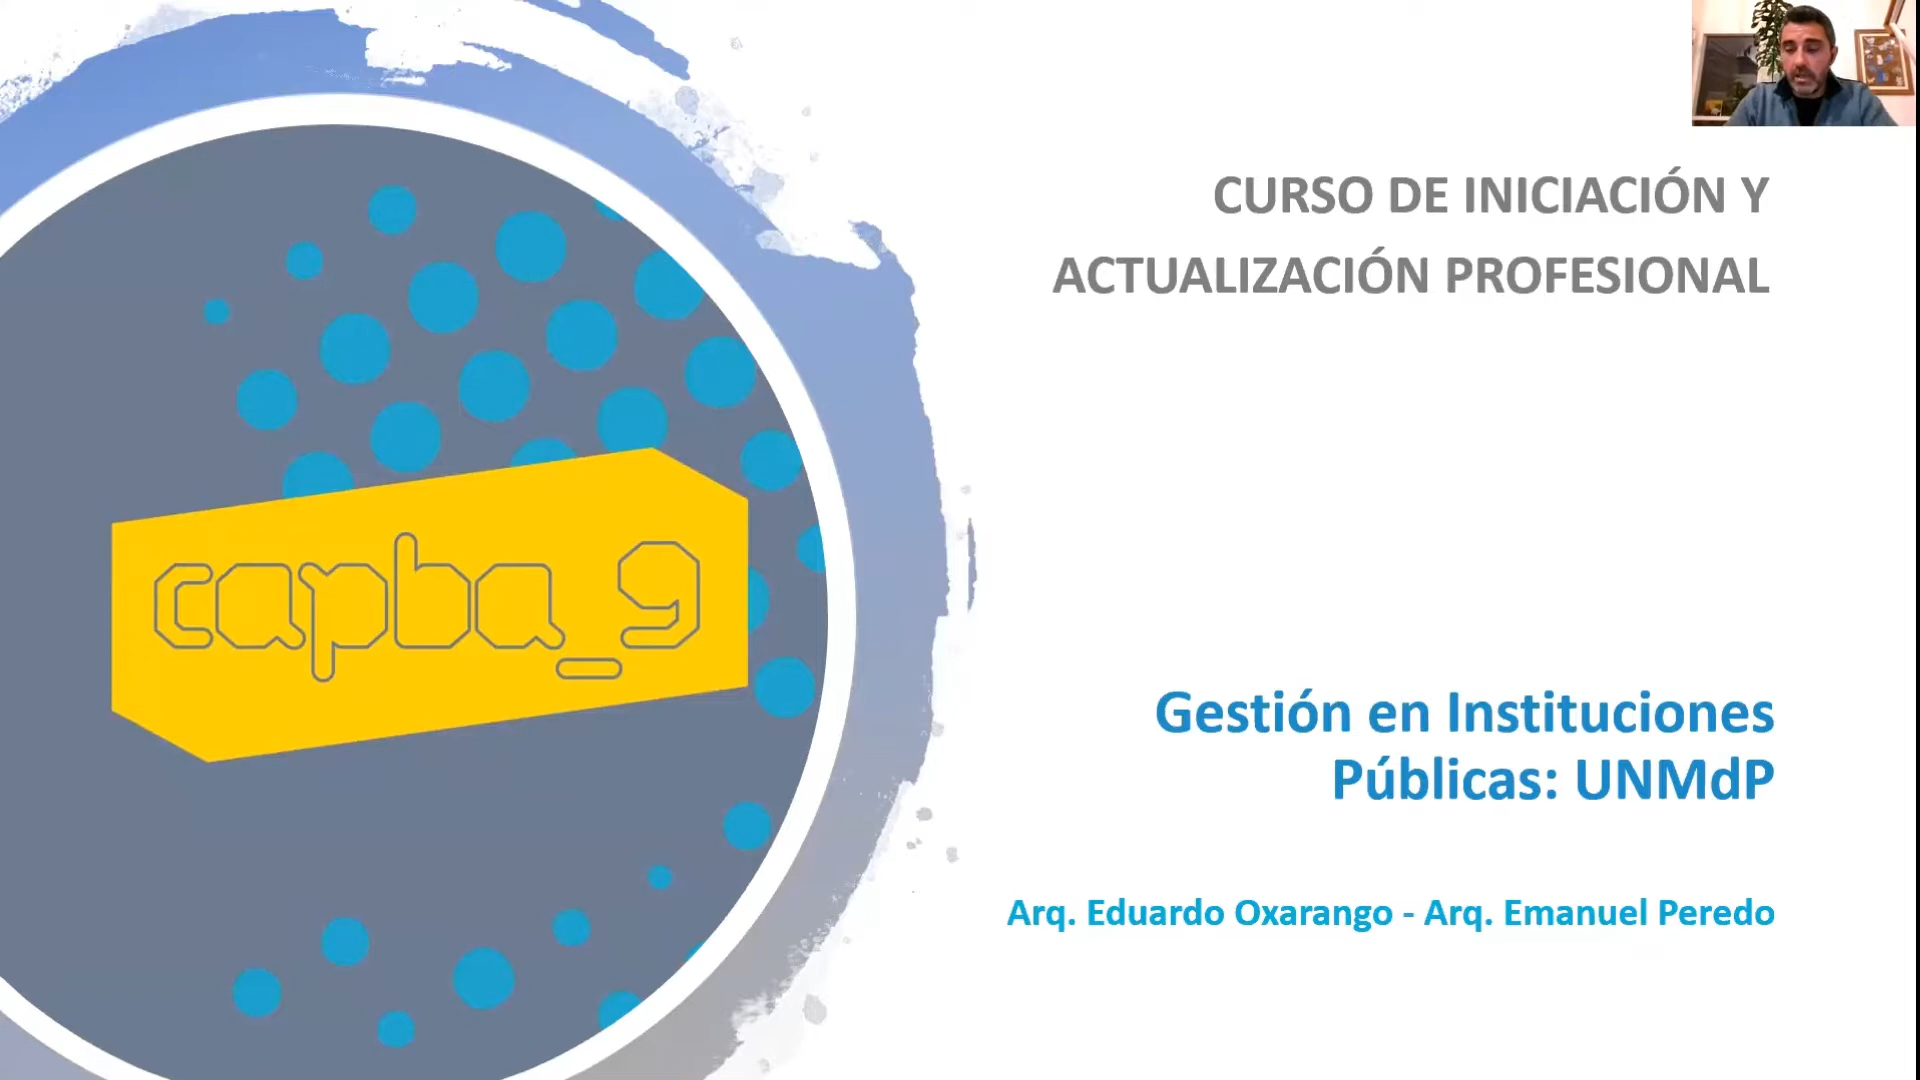 CURSO DE INICIACIÓN Y
ACTUALIZACIÓN PROFESIONAL
capba_9
Gestión en Instituciones
Públicas: UNMdP
Arq. Eduardo Oxarango - Arq. Emanuel Peredo